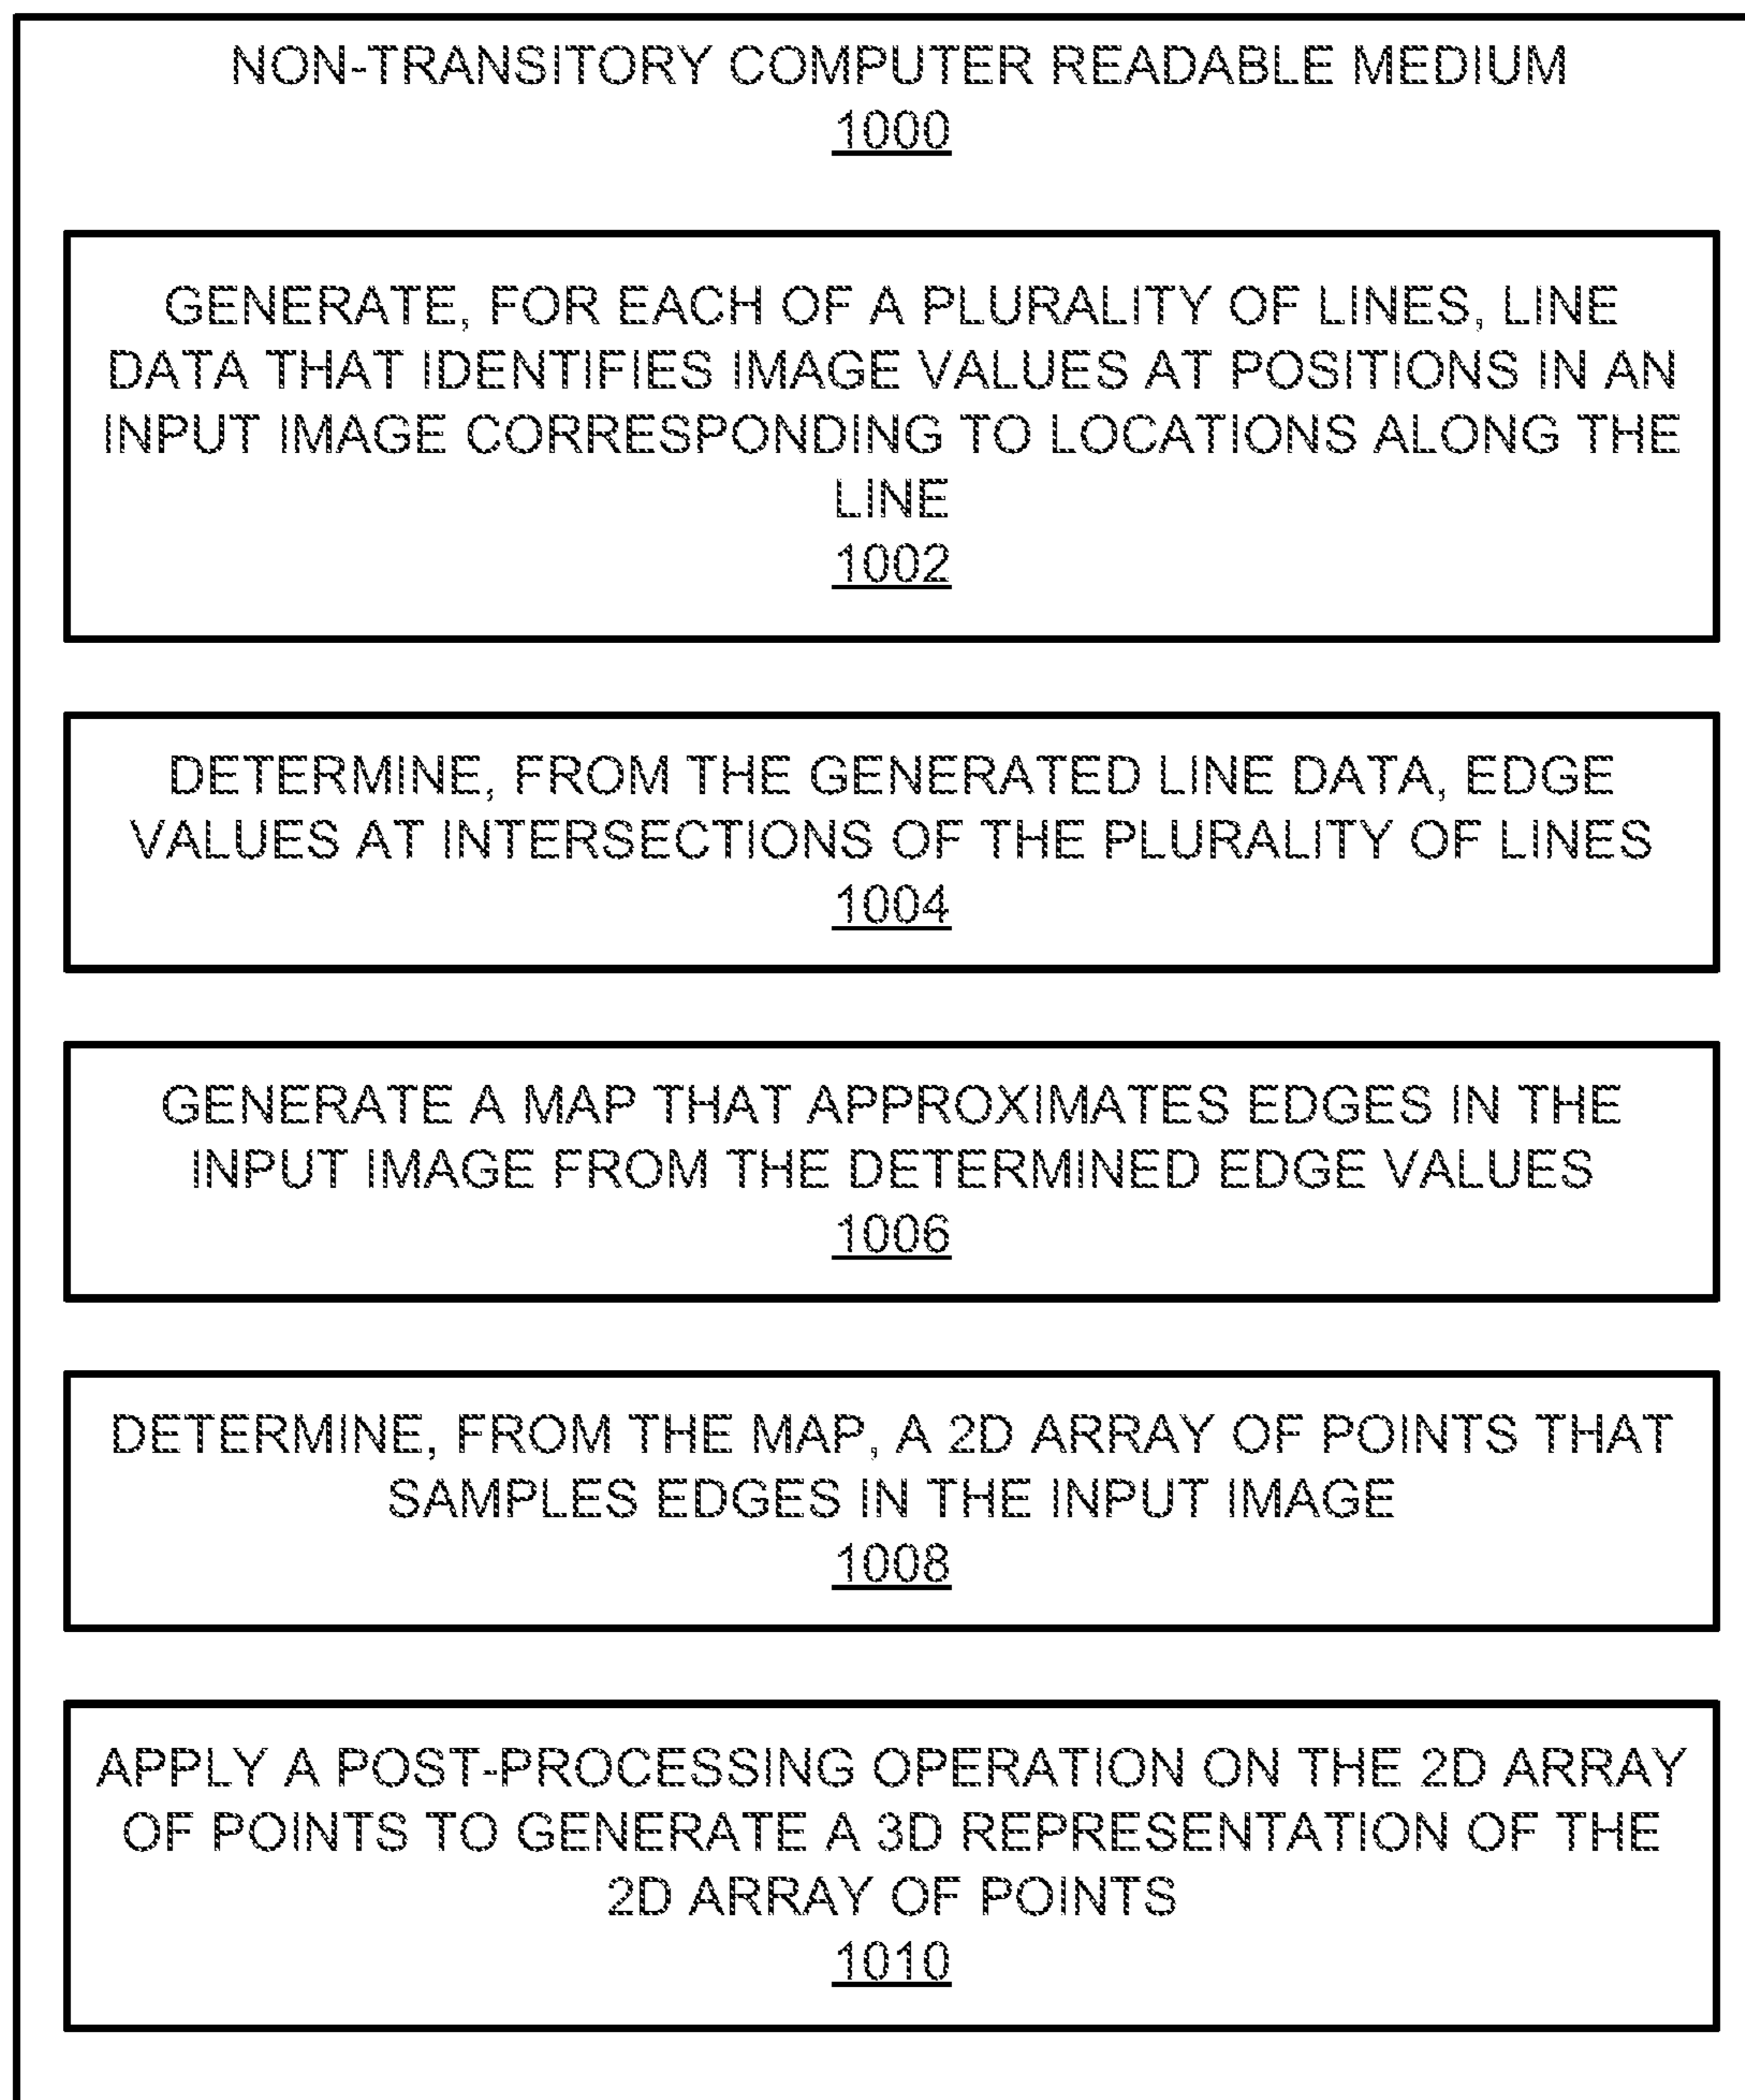 NON-TRANSITORY COMPUTER READABLE MEDIUM
1000
GENERATE, FOR EACH OF A PLURALITY OF LINES, LINE
DATA THAT IDENTIFIES IMAGE VALUES AT POSITIONS IN AN
INPUT IMAGE CORRESPONDING TO LOCATIONS ALONG THE
LINE
1002
DETERMINE, FROM THE GENERATED LINE DATA, EDGE
VALUES AT INTERSECTIONS OF THE PLURALITY OF LINES
1004
GENERATE A MAP THAT APPROXIMATES EDGES IN THE
INPUT IMAGE FROM THE DETERMINED EDGE VALUES
1006
DETERMINE, FROM THE MAP, A 2D ARRAY OF POINTS THAT
SAMPLES EDGES IN THE INPUT IMAGE
1008
APPLY A POST-PROCESSING OPERATION ON THE 2D ARRAY
OF POINTS TO GENERATE A 3D REPRESENTATION OF THE
2D ARRAY OF POINTS
1010